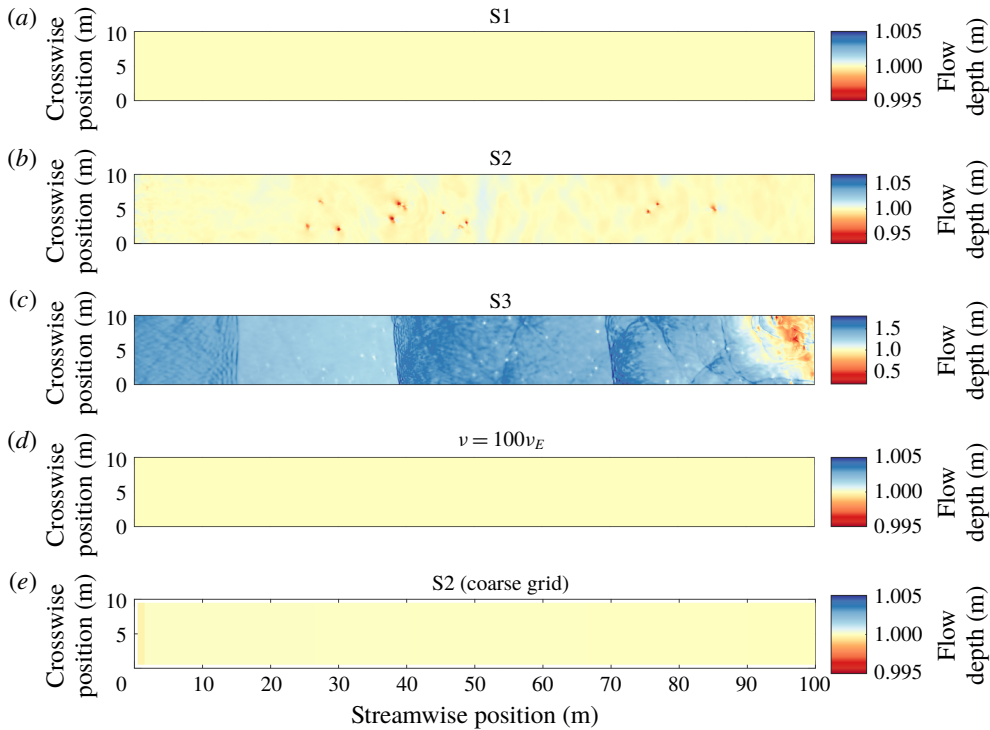 (a)
S1
Crosswise
position (m)
10
5
0
1.005
1.000
0.995
Flow
depth (m)
(b)
S2
Crosswise
position (m)
10
5
0
1.05
1.00
0.95
Flow
depth (m)
(c)
S3
Crosswise
position (m)
10
5
0
1.5
1.0
0.5
Flow
depth (m)
(d)
ν = 100ν_E
Crosswise
position (m)
10
5
0
1.005
1.000
0.995
Flow
depth (m)
(e)
S2 (coarse grid)
Crosswise
position (m)
10
5
0
1.005
1.000
0.995
Flow
depth (m)
0 10 20 30 40 50 60 70 80 90 100
Streamwise position (m)